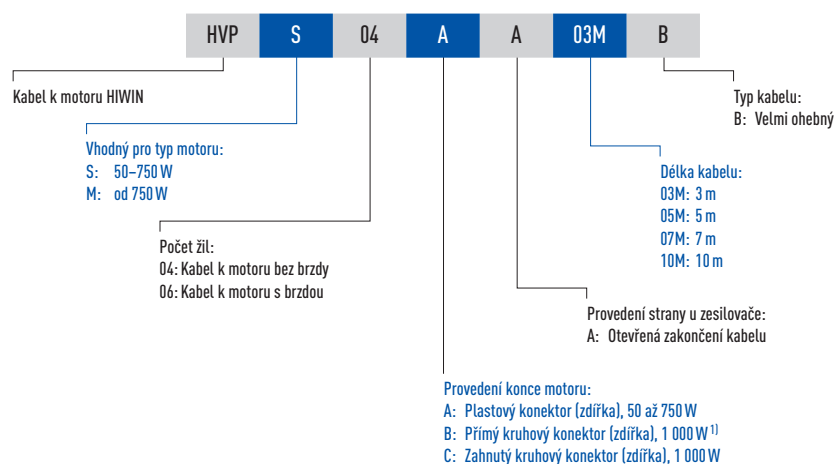 HVP S 04 A A 03M B
Kabel k motoru HIWIN
Vhodný pro typ motoru:
S: 50–750 W
M: od 750 W
Počet žil:
04: Kabel k motoru bez brzdy
06: Kabel k motoru s brzdou
Provedení konce motoru:
A: Plastový konektor (zdířka), 50 až 750 W
B: Přímý kruhový konektor (zdířka), 1 000 W 1)
C: Zahnutý kruhový konektor (zdířka), 1 000 W
Provedení strany u zesilovače:
A: Otevřená zakončení kabelu
Délka kabelu:
03M: 3 m
05M: 5 m
07M: 7 m
10M: 10 m
Typ kabelu:
B: Velmi ohebný